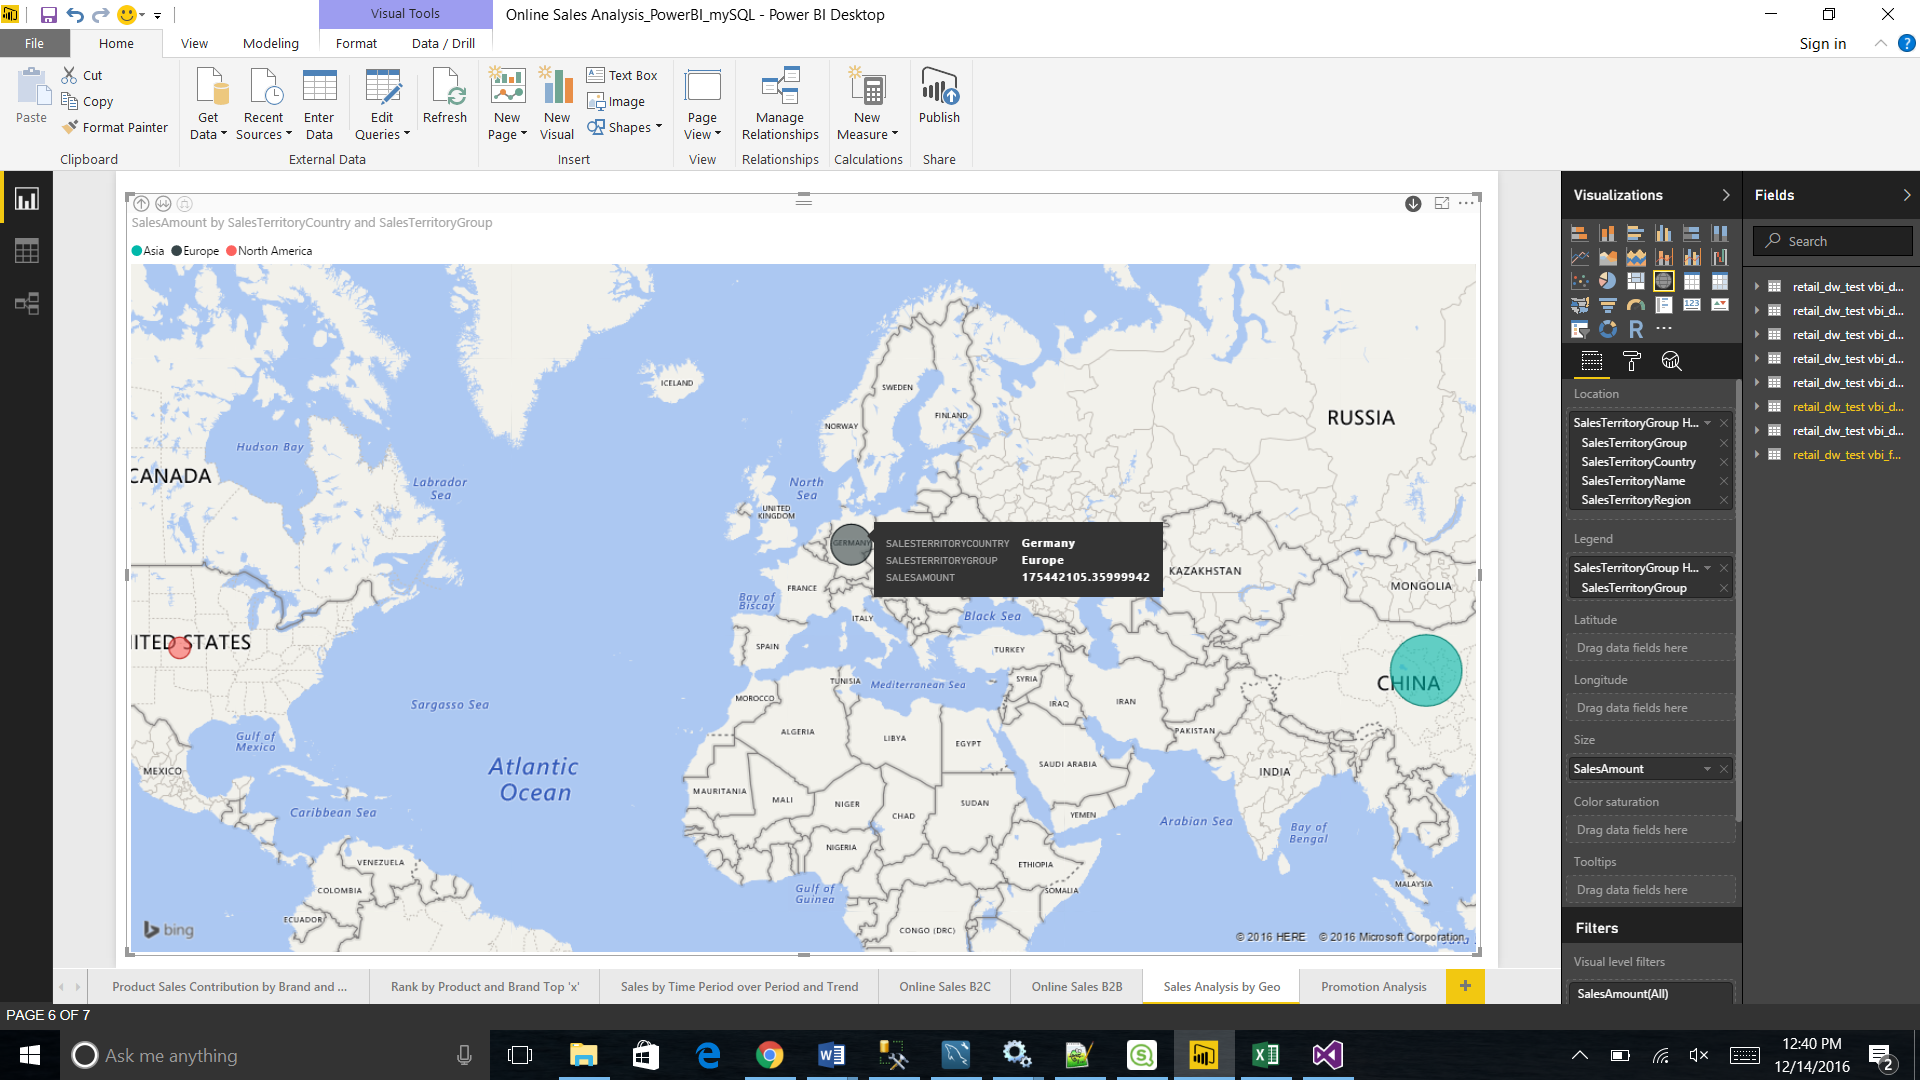 Visual Tools
Online Sales Analysis_PowerBI_mySQL - Power BI Desktop
File
Home
View
Modeling
Format
Data / Drill
Sign in
?
Paste
Cut
Copy
Format Painter
Clipboard
Get Data
Recent Sources
Enter Data
Edit Queries
Refresh
External Data
New Page
New Visual
Text Box
Image
Shapes
Insert
Page View
View
Manage Relationships
Relationships
New Measure
Calculations
Publish
Share
SalesAmount by SalesTerritoryCountry and SalesTerritoryGroup
Asia Europe North America
ICELAND
SWEDEN
FINLAND
NORWAY
RUSSIA
Hudson Bay
CANADA
Labrador Sea
North Sea
UNITED KINGDOM
GERMANY
SALESTERRITORYCOUNTRY Germany
SALESTERRITORYGROUP Europe
SALESAMOUNT 175442105.35999942
KAZAKHSTAN
MONGOLIA
FRANCE
Bay of Biscay
ITALY
Black Sea
NITED STATES
SPAIN
TURKEY
CHINA
TUNISIA
Mediterranean Sea
SYRIA
MOROCCO
IRAQ
IRAN
Sargasso Sea
ALGERIA
LIBYA
EGYPT
PAKISTAN
Gulf of Mexico
MEXICO
Atlantic Ocean
SAUDI ARABIA
INDIA
MAURITANIA
MALI
NIGER
CHAD
SUDAN
YEMEN
Caribbean Sea
Arabian Sea
Bay of Bengal
NIGERIA
VENEZUELA
ETHIOPIA
COLOMBIA
Gulf of Guinea
SOMALIA
MALAYSIA
ECUADOR
CONGO (DRC)
bing
© 2016 HERE © 2016 Microsoft Corporation
Java
Visualizations
R
123
Location
SalesTerritoryGroup H...
SalesTerritoryGroup
SalesTerritoryCountry
SalesTerritoryName
SalesTerritoryRegion
Legend
SalesTerritoryGroup H...
SalesTerritoryGroup
Latitude
Drag data fields here
Longitude
Drag data fields here
Size
SalesAmount
Color saturation
Drag data fields here
Tooltips
Drag data fields here
Filters
Visual level filters
SalesAmount(All)
Fields
Search
retail_dw_test vbi_d...
retail_dw_test vbi_d...
retail_dw_test vbi_d...
retail_dw_test vbi_d...
retail_dw_test vbi_d...
retail_dw_test vbi_d...
retail_dw_test vbi_d...
retail_dw_test vbi_f...
Product Sales Contribution by Brand and ...
Rank by Product and Brand Top 'x'
Sales by Time Period over Period and Trend
Online Sales B2C
Online Sales B2B
Sales Analysis by Geo
Promotion Analysis
+
PAGE 6 OF 7
Ask me anything
12:40 PM
12/14/2016
2